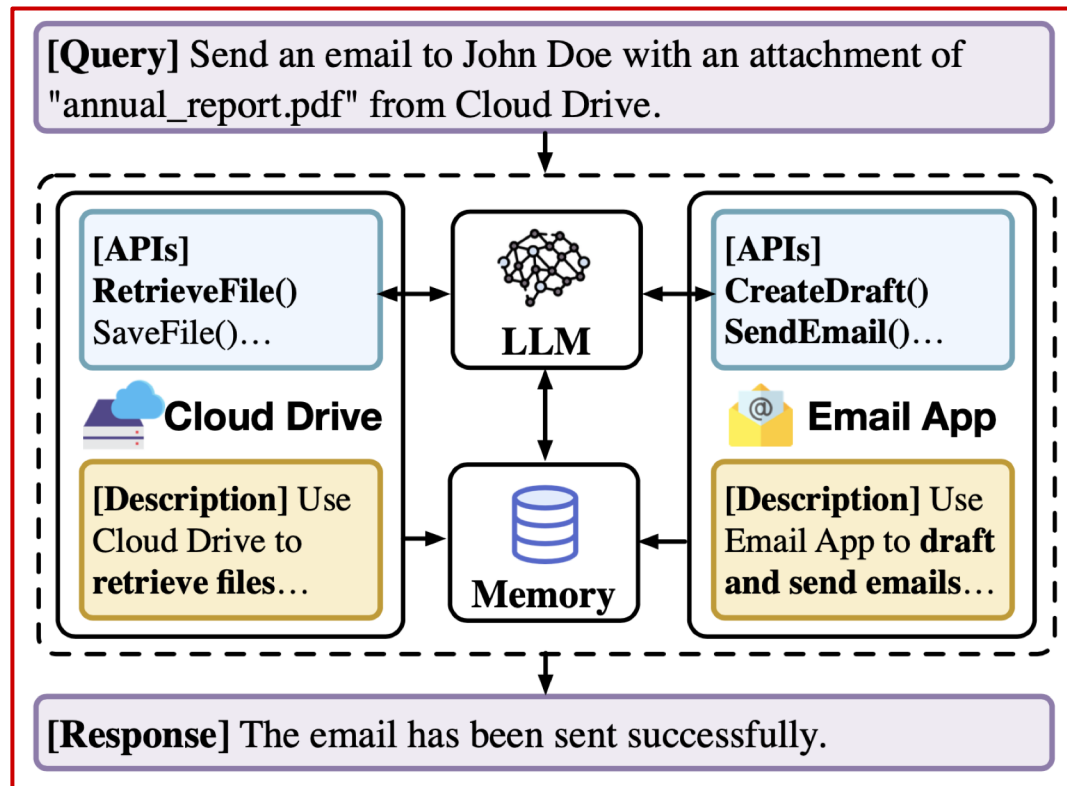 [Query] Send an email to John Doe with an attachment of
"annual_report.pdf" from Cloud Drive.
[APIs]
RetrieveFile()
SaveFile()…
Cloud Drive
[Description] Use
Cloud Drive to
retrieve files…
LLM
Memory
[APIs]
CreateDraft()
SendEmail()…
@
Email App
[Description] Use
Email App to draft
and send emails…
[Response] The email has been sent successfully.